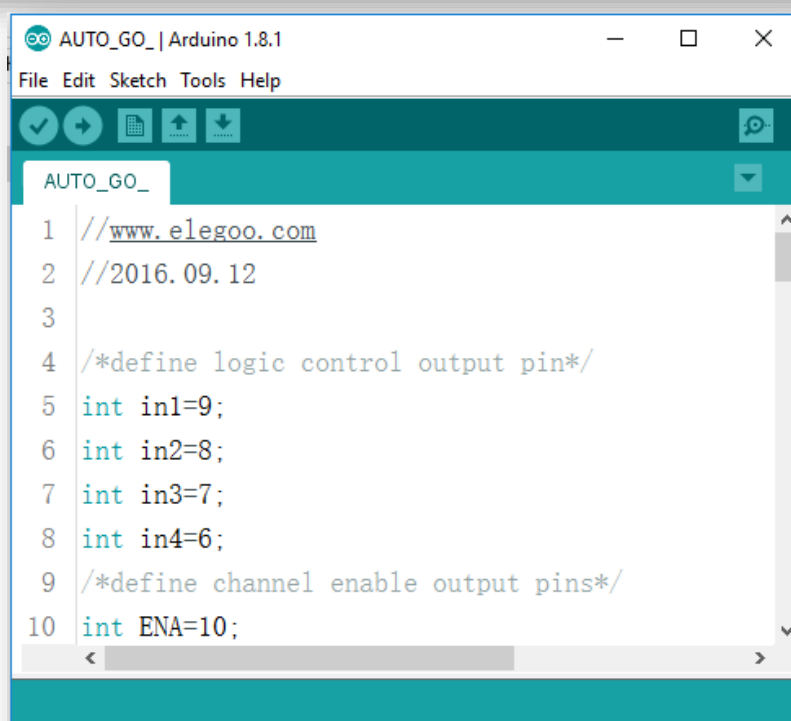 AUTO_GO_ | Arduino 1.8.1
File Edit Sketch Tools Help
AUTO_GO_
1 //www.elegoo.com
2 //2016.09.12
3
4 /*define logic control output pin*/
5 int in1=9;
6 int in2=8;
7 int in3=7;
8 int in4=6;
9 /*define channel enable output pins*/
10 int ENA=10;